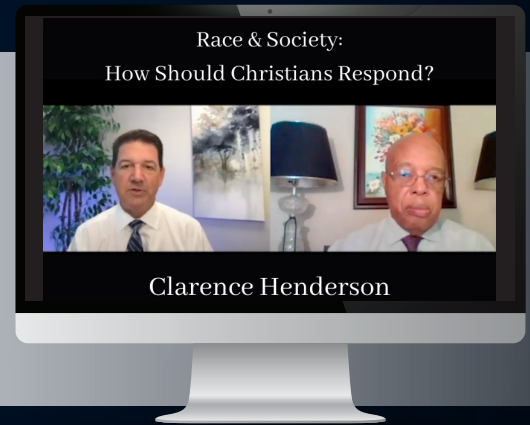 Race & Society:
How Should Christians Respond?
Clarence Henderson